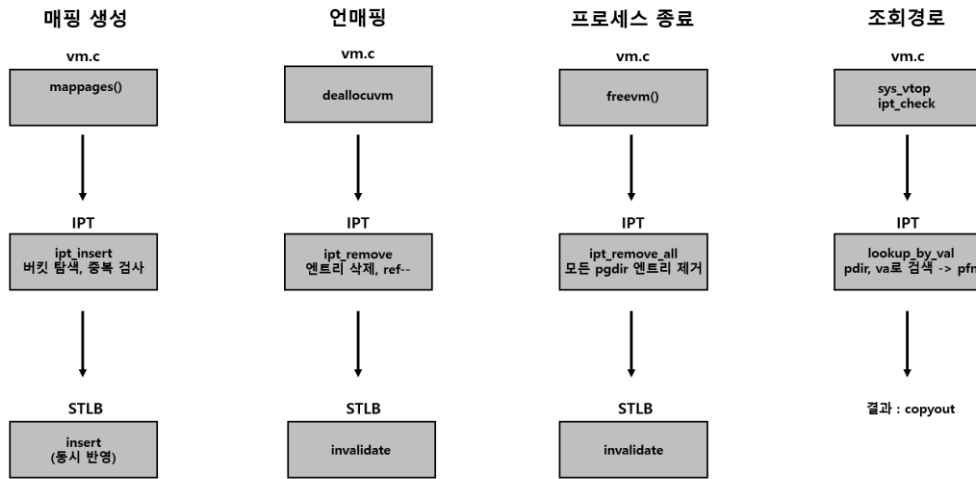 매핑 생성
vm.c
mappages()
IPT
ipt_insert
버킷 탐색, 중복 검사
STLB
insert
(동시 반영)
언매핑
vm.c
deallocuvm
IPT
ipt_remove
엔트리 삭제, ref--
STLB
invalidate
프로세스 종료
vm.c
freevm()
IPT
ipt_remove_all
모든 pgdir 엔트리 제거
STLB
invalidate
조회경로
vm.c
sys_vtop
ipt_check
IPT
lookup_by_val
pdir, va로 검색 -> pfn
결과 : copyout